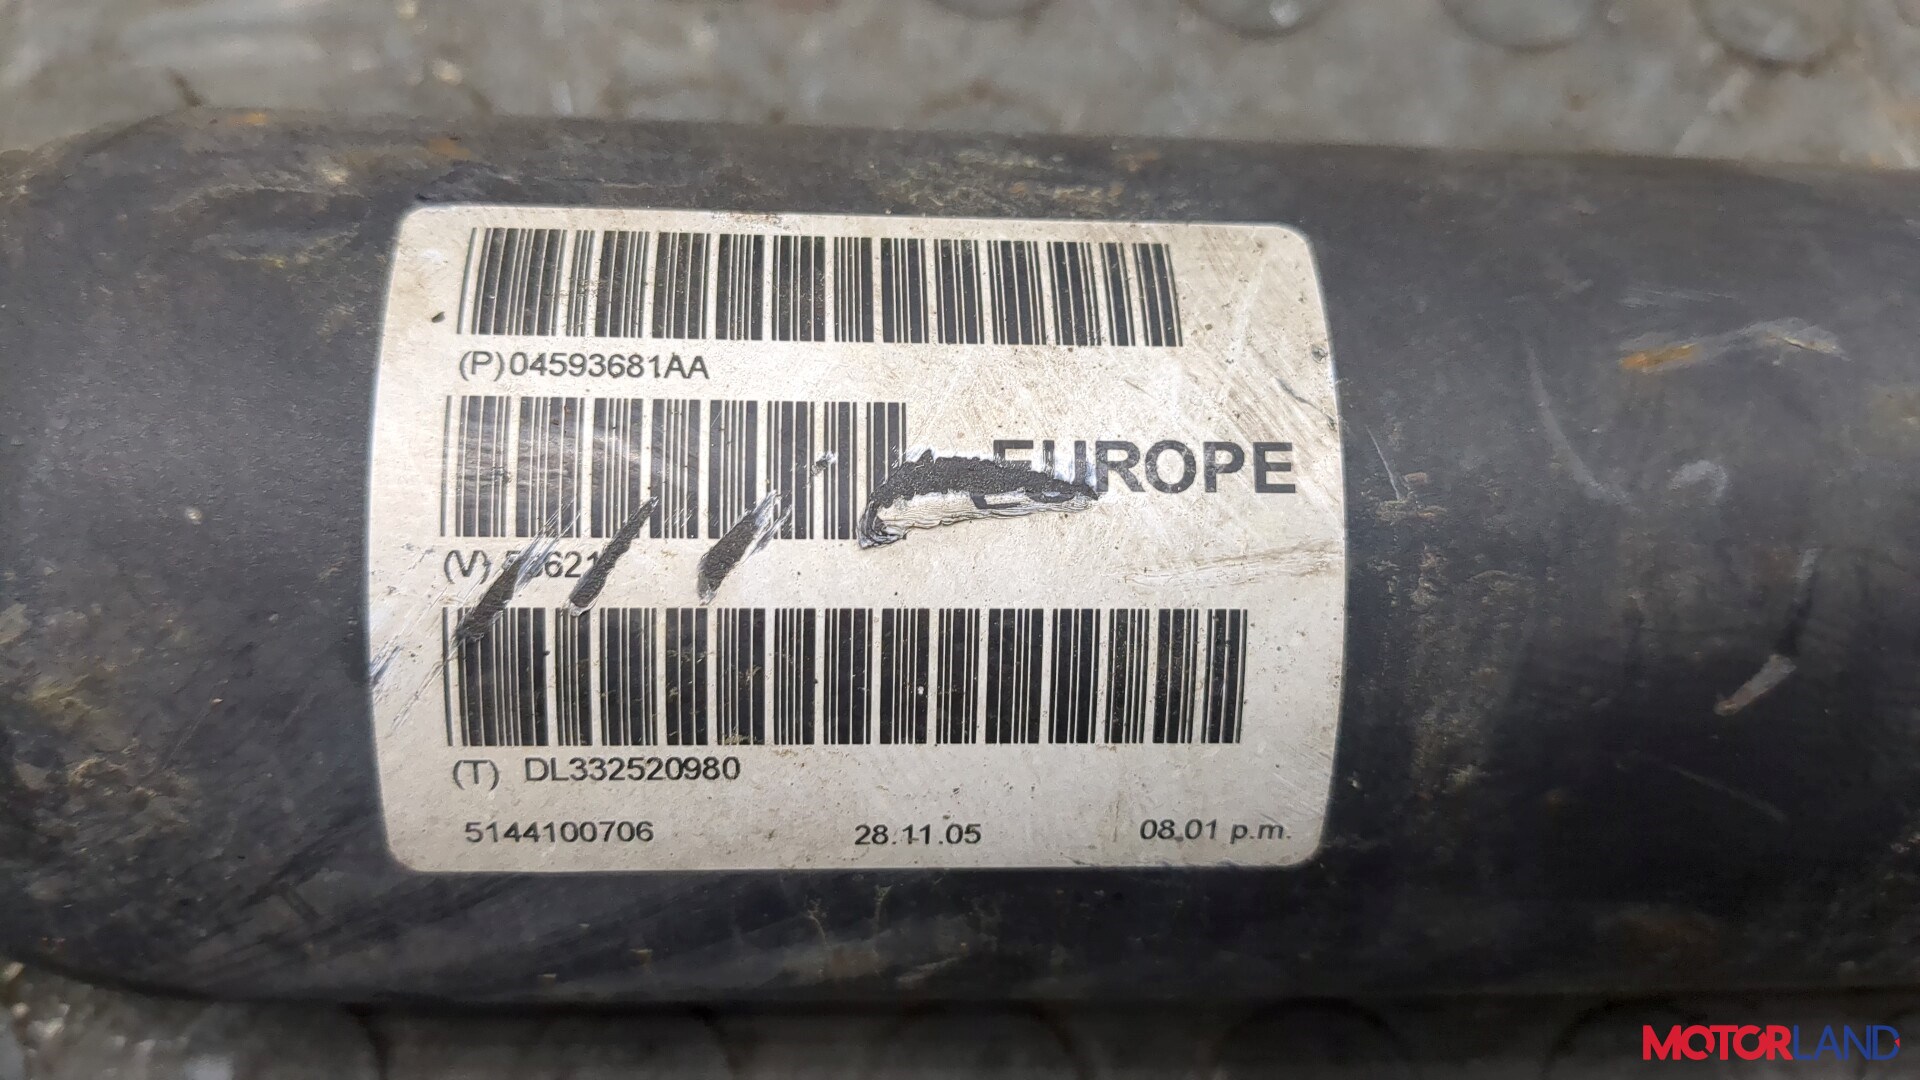 (P)04593681AA
EUROPE
(V)
(T) DL332520980
5144100706 28.11.05 08.01 p.m.
MOTORLAND